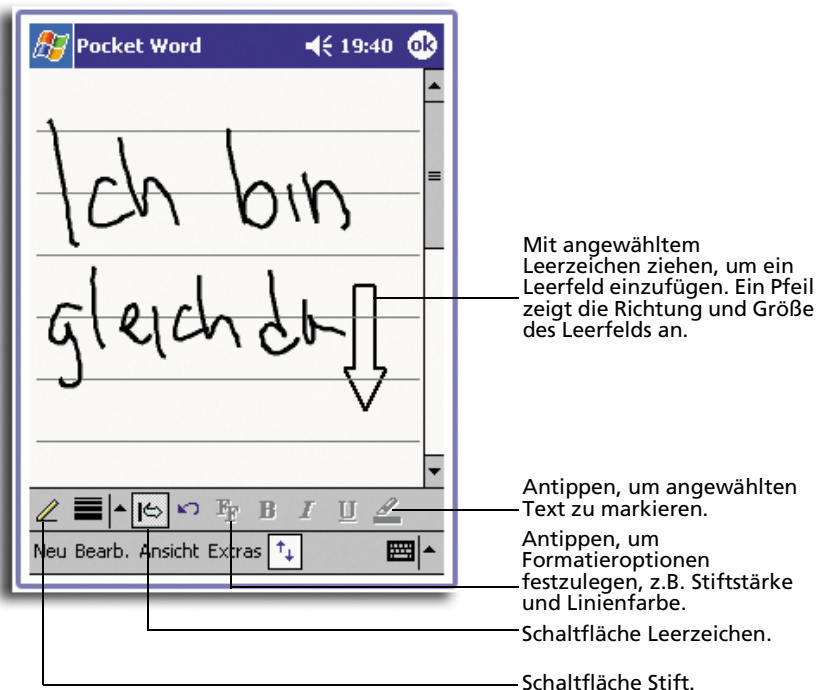 Pocket Word 19:40 ok
Ich bin
gleich da
Mit angewähltem
Leerzeichen ziehen, um ein
Leerfeld einzufügen. Ein Pfeil
zeigt die Richtung und Größe
des Leerfelds an.
Antippen, um angewählten
Text zu markieren.
Antippen, um
Formatieroptionen
festzulegen, z.B. Stiftstärke
und Linienfarbe.
FF B I U
Neu Bearb. Ansicht Extras
Schaltfläche Leerzeichen.
Schaltfläche Stift.